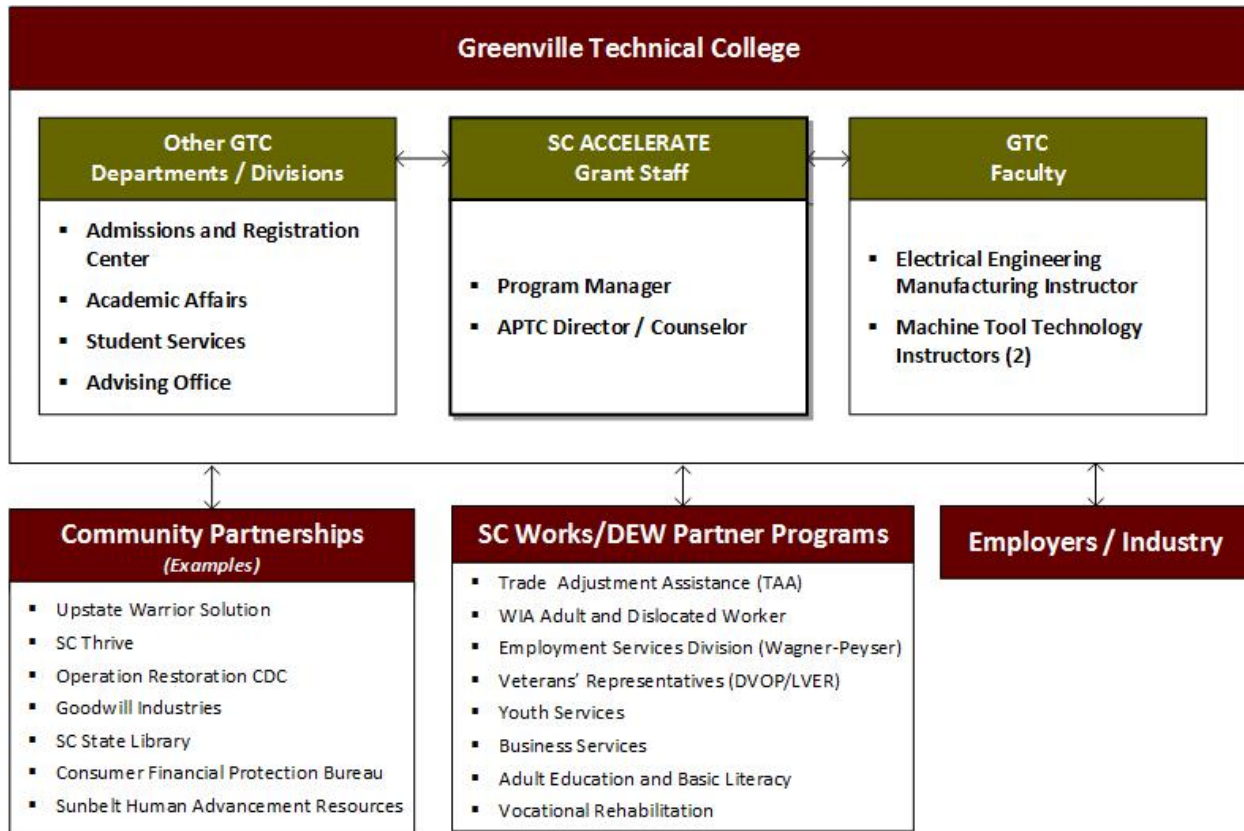 Greenville Technical College
Other GTC
Departments / Divisions
▪ Admissions and Registration
Center
▪ Academic Affairs
▪ Student Services
▪ Advising Office
SC ACCELERATE
Grant Staff
▪ Program Manager
▪ APTC Director / Counselor
GTC
Faculty
▪ Electrical Engineering
Manufacturing Instructor
▪ Machine Tool Technology
Instructors (2)
Community Partnerships
(Examples)
▪ Upstate Warrior Solution
▪ SC Thrive
▪ Operation Restoration CDC
▪ Goodwill Industries
▪ SC State Library
▪ Consumer Financial Protection Bureau
▪ Sunbelt Human Advancement Resources
SC Works/DEW Partner Programs
▪ Trade Adjustment Assistance (TAA)
▪ WIA Adult and Dislocated Worker
▪ Employment Services Division (Wagner-Peyser)
▪ Veterans’ Representatives (DVOP/LVER)
▪ Youth Services
▪ Business Services
▪ Adult Education and Basic Literacy
▪ Vocational Rehabilitation
Employers / Industry